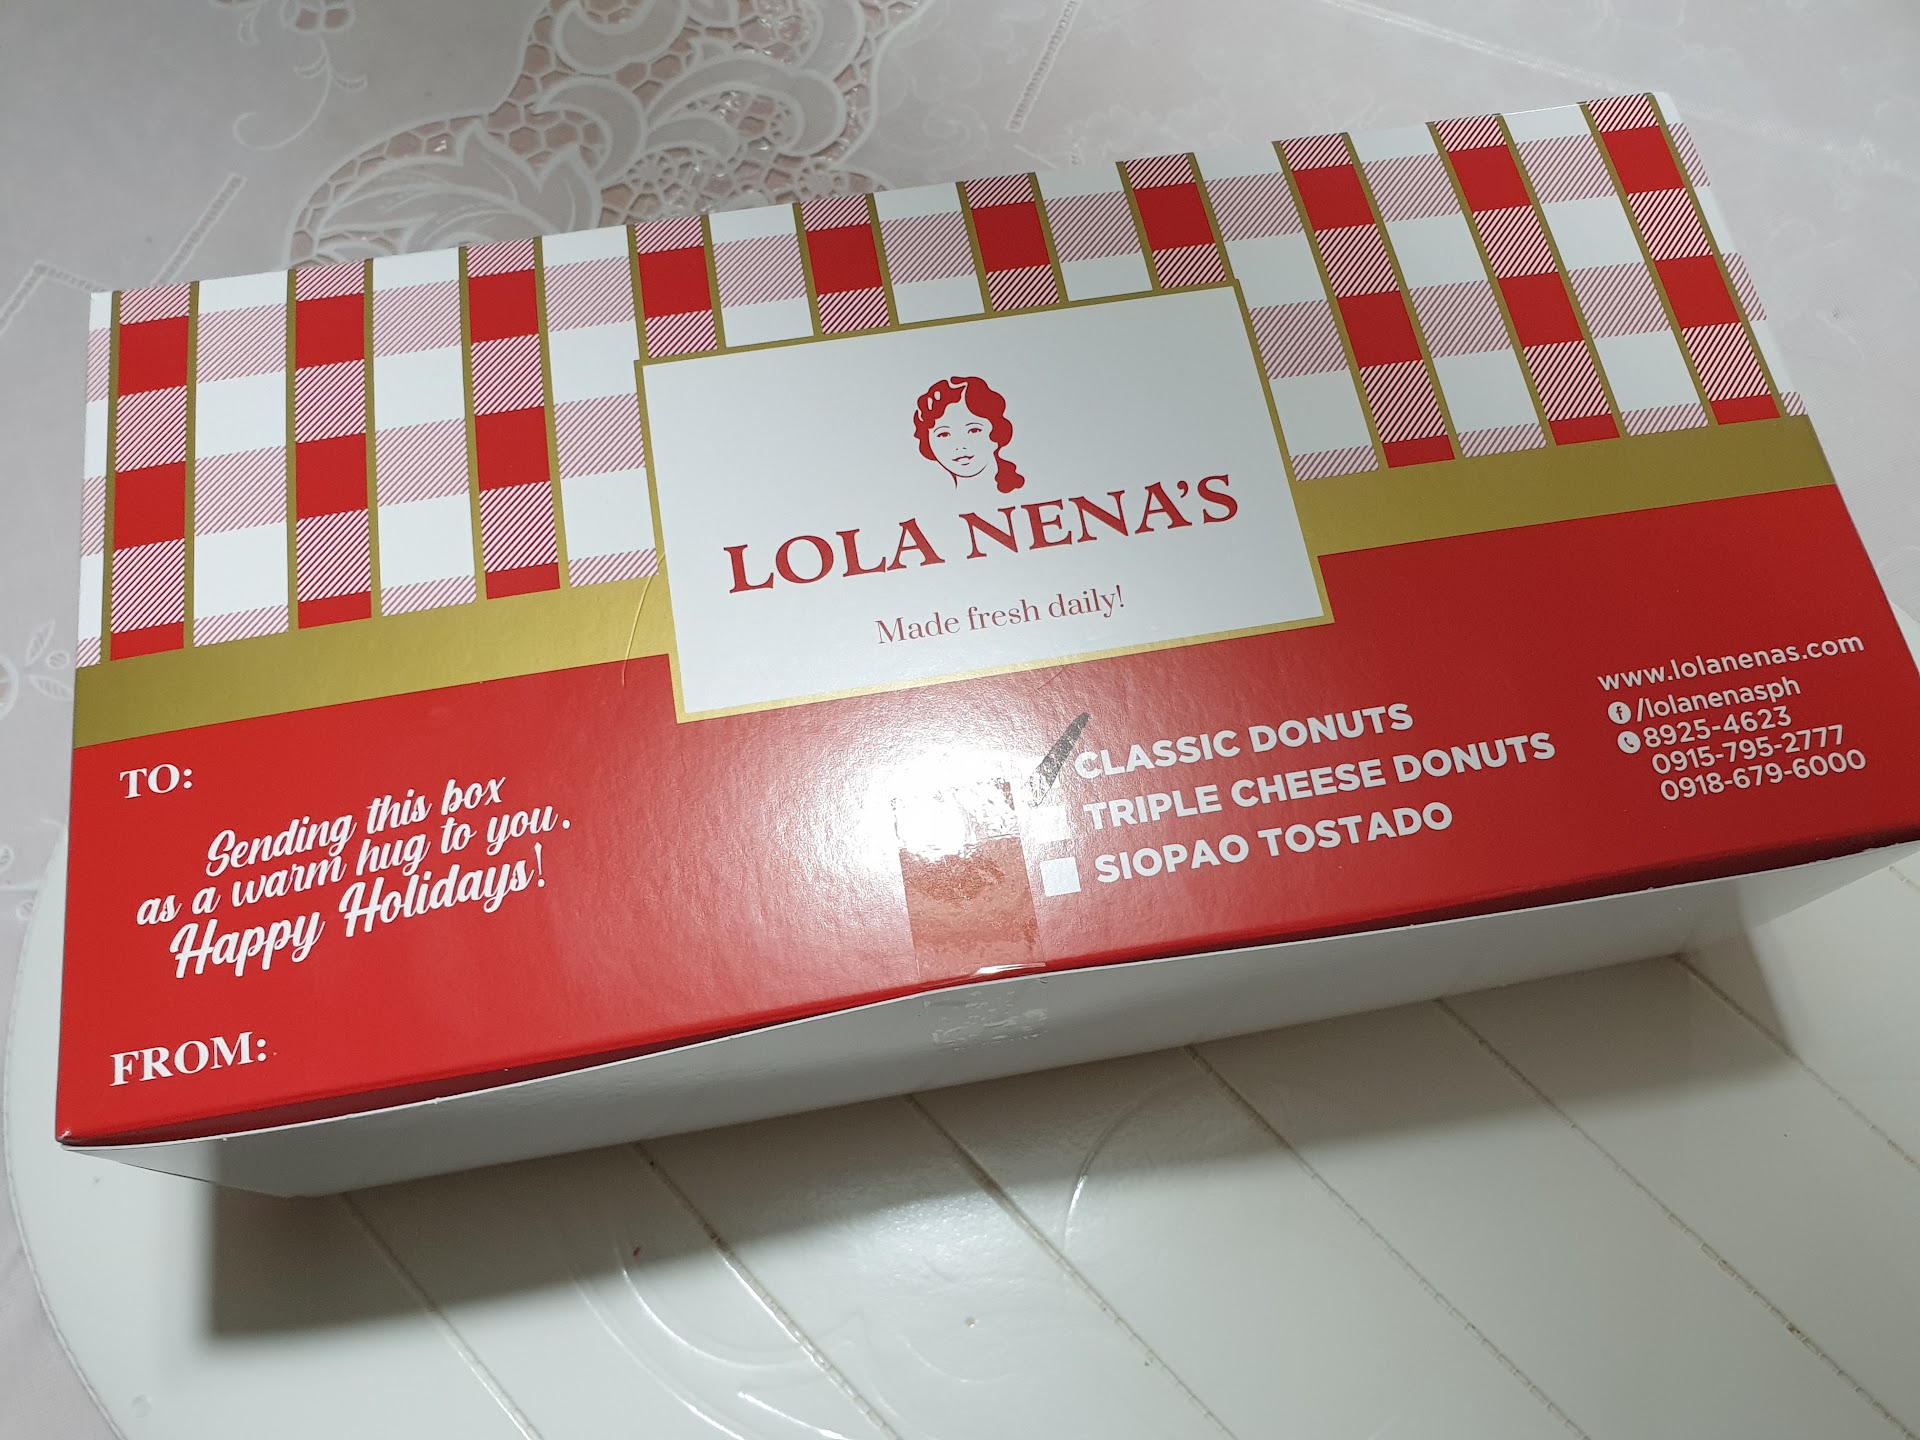 LOLA NENA'S
Made fresh daily!
TO:
Sending this box
as a warm hug to you.
Happy Holidays!
FROM:
CLASSIC DONUTS
TRIPLE CHEESE DONUTS
SIOPAO TOSTADO
www.lolanenas.com
/lolanenasph
8925-4623
0915-795-2777
0918-679-6000